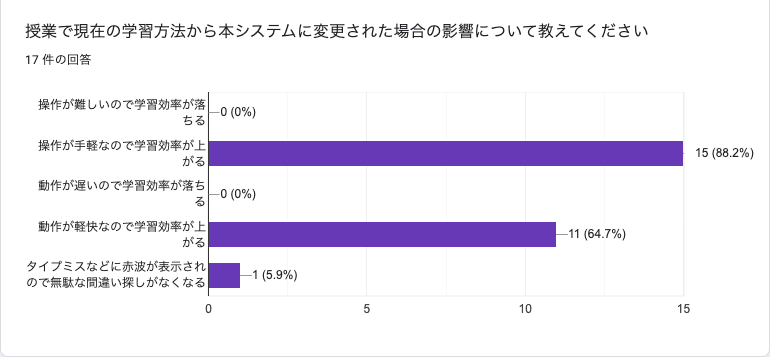 授業で現在の学習方法から本システムに変更された場合の影響について教えてください
17 件の回答
操作が難しいので学習効率が落
ちる
0 (0%)
操作が手軽なので学習効率が上
がる
15 (88.2%)
動作が遅いので学習効率が落ち
る
0 (0%)
動作が軽快なので学習効率が上
がる
11 (64.7%)
タイプミスなどに赤波が表示され
ので無駄な間違い探しがなくなる
1 (5.9%)
0
5
10
15